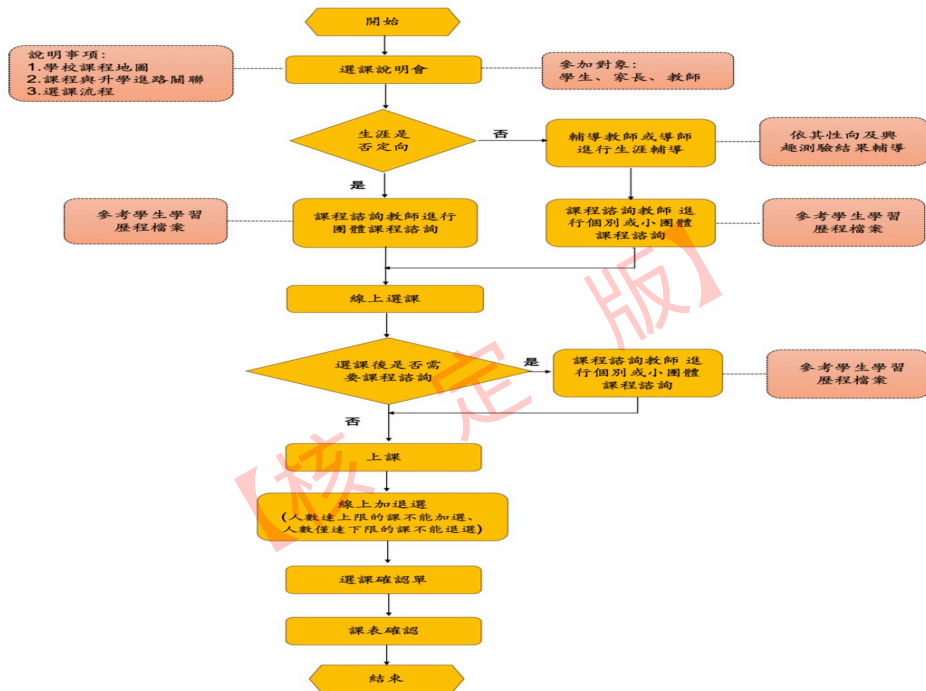 開始
說明事項:
1.學校課程地圖
2.課程與升學進路關聯
3.選課流程
選課說明會
參加對象:
學生、家長、教師
生涯是
否定向
否
輔導教師或導師
進行生涯輔導
依其性向及興
趣測驗結果輔導
是
參考學生學習
歷程檔案
課程諮詢教師進行
團體課程諮詢
課程諮詢教師 進
行個別或小團體
課程諮詢
參考學生學習
歷程檔案
線上選課
選課後是否需
要課程諮詢
是
課程諮詢教師 進
行個別或小團體
課程諮詢
參考學生學習
歷程檔案
否
上課
線上加退選
(人數達上限的課不能加選、
人數僅達下限的課不能退選)
選課確認單
課表確認
結束
【核定版】